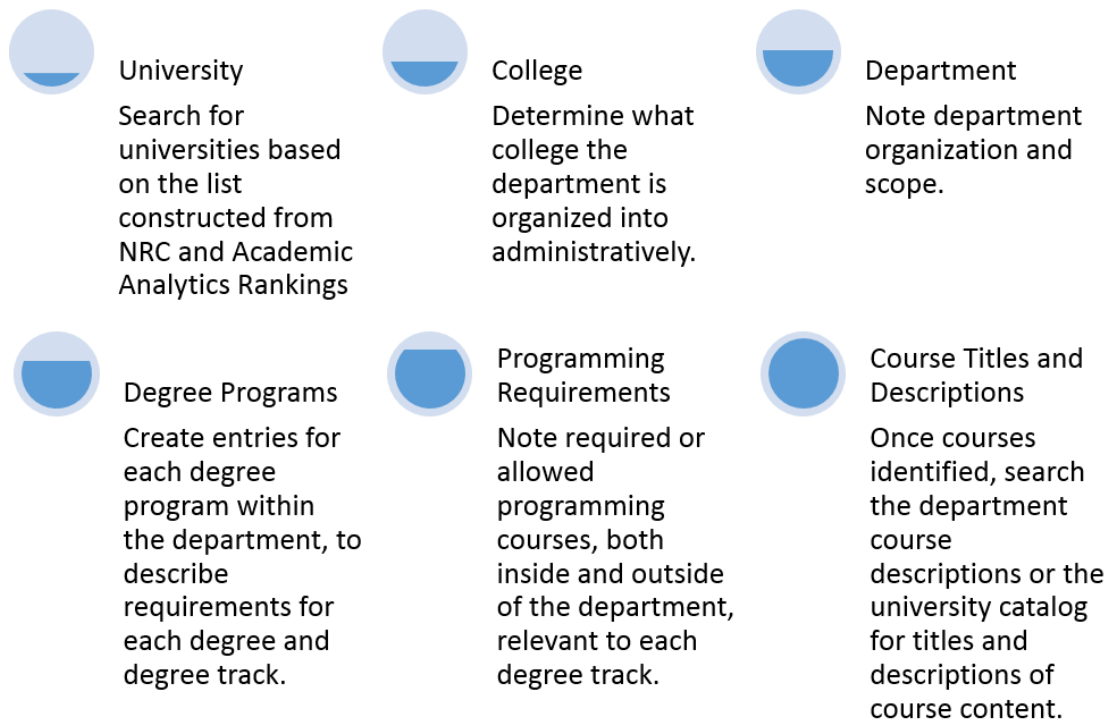 University
Search for
universities based
on the list
constructed from
NRC and Academic
Analytics Rankings
College
Determine what
college the
department is
organized into
administratively.
Department
Note department
organization and
scope.
Degree Programs
Create entries for
each degree
program within
the department, to
describe
requirements for
each degree and
degree track.
Programming
Requirements
Note required or
allowed
programming
courses, both
inside and outside
of the department,
relevant to each
degree track.
Course Titles and
Descriptions
Once courses
identified, search
the department
course
descriptions or the
university catalog
for titles and
descriptions of
course content.